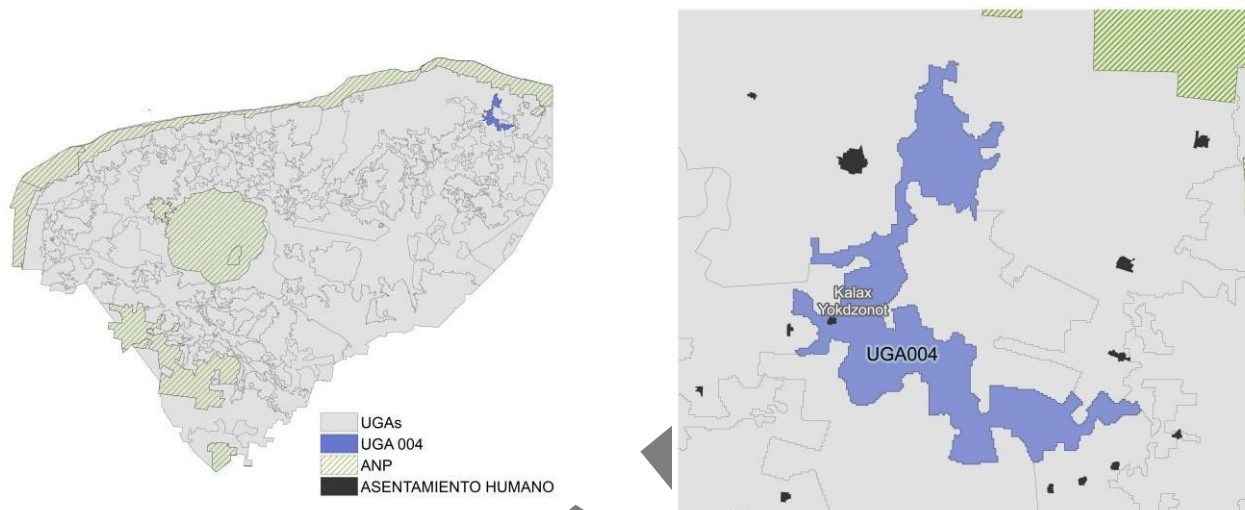 UGAs
UGA 004
ANP
ASENTAMIENTO HUMANO
Kalax
Yokdzonot
UGA004